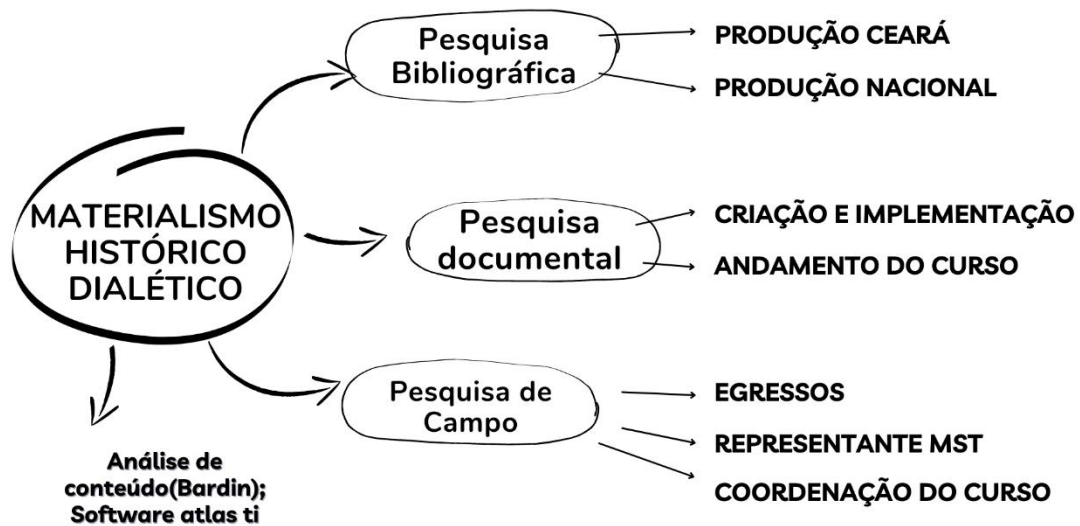 MATERIALISMO
HISTÓRICO
DIALÉTICO
Pesquisa
Bibliográfica
PRODUÇÃO CEARÁ
PRODUÇÃO NACIONAL
Pesquisa
documental
CRIAÇÃO E IMPLEMENTAÇÃO
ANDAMENTO DO CURSO
Pesquisa de
Campo
EGRESSOS
REPRESENTANTE MST
COORDENAÇÃO DO CURSO
Análise de
conteúdo(Bardin);
Software atlas ti